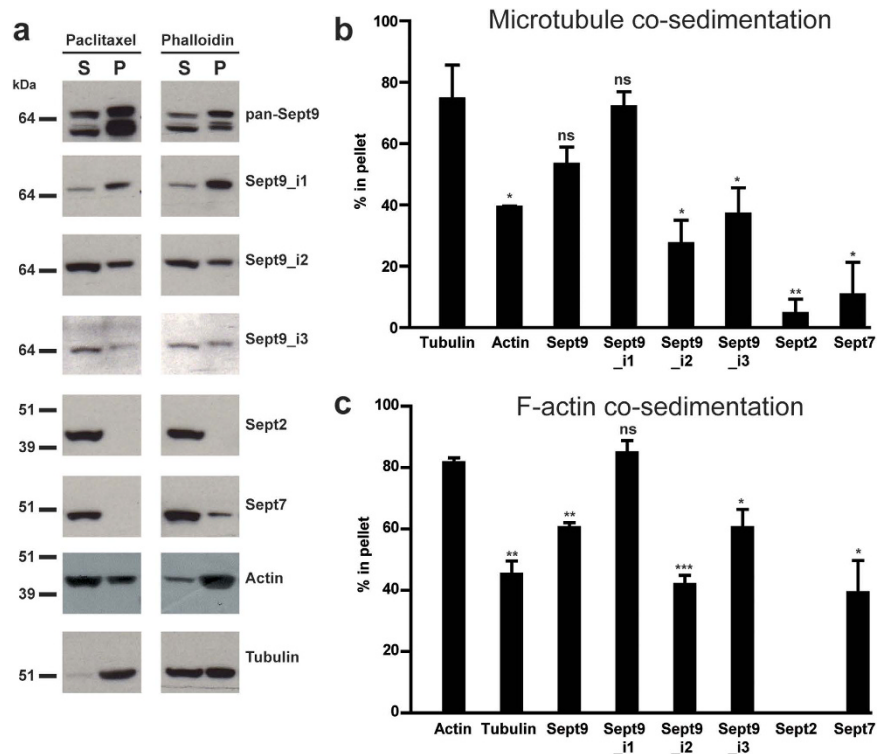 a
Paclitaxel Phalloidin
S P S P
kDa
64 pan-Sept9
64 Sept9_i1
64 Sept9_i2
64 Sept9_i3
51
39 Sept2
51 Sept7
51
39 Actin
51 Tubulin
b
Microtubule co-sedimentation
% in pellet
100
80
60
40
20
0
* ns ns * * ** *
Tubulin Actin Sept9 Sept9 Sept9 Sept9 Sept2 Sept7
_i1 _i2 _i3
c
F-actin co-sedimentation
% in pellet
100
80
60
40
20
0
** ** ns *** * *
Actin Tubulin Sept9 Sept9 Sept9 Sept9 Sept2 Sept7
_i1 _i2 _i3